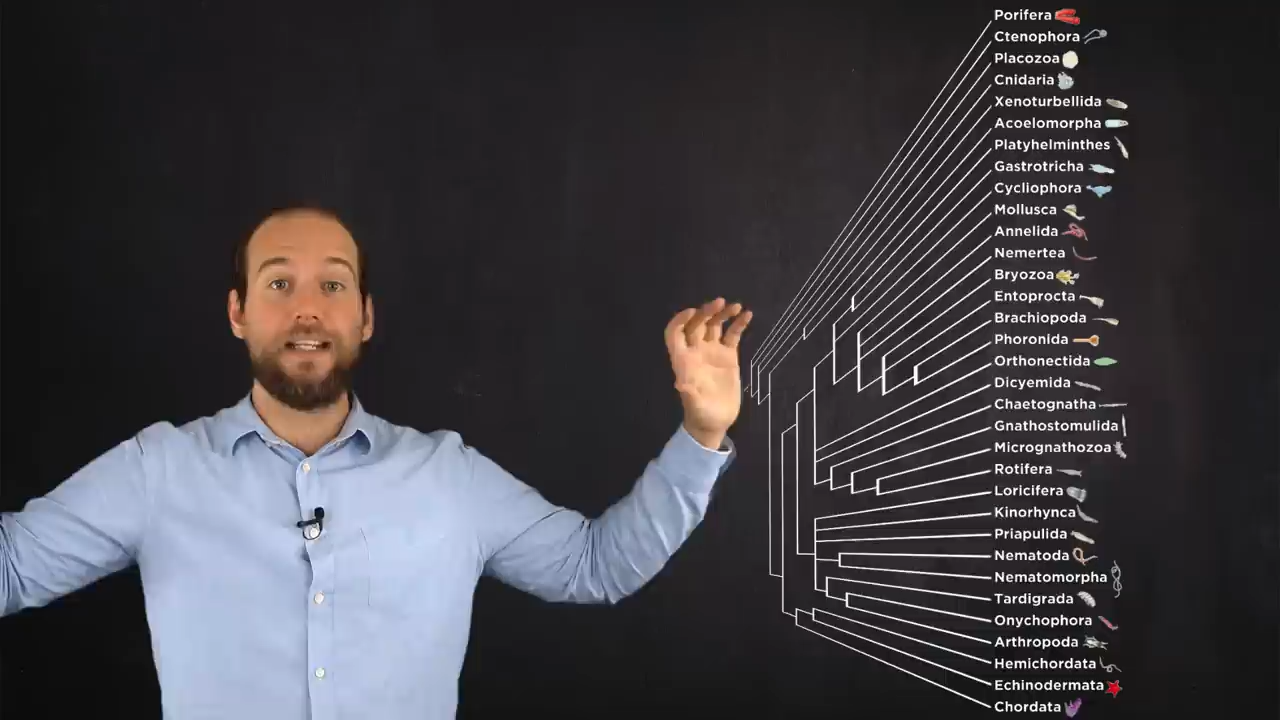 Porifera
Ctenophora
Placozoa
Cnidaria
Xenoturbellida
Acoelomorpha
Platyhelminthes
Gastrotricha
Cycliophora
Mollusca
Annelida
Nemertea
Bryozoa
Entoprocta
Brachiopoda
Phoronida
Orthonectida
Dicyemida
Chaetognatha
Gnathostomulida
Micrognathozoa
Rotifera
Loricifera
Kinorhynca
Priapulida
Nematoda
Nematomorpha
Tardigrada
Onychophora
Arthropoda
Hemichordata
Echinodermata
Chordata